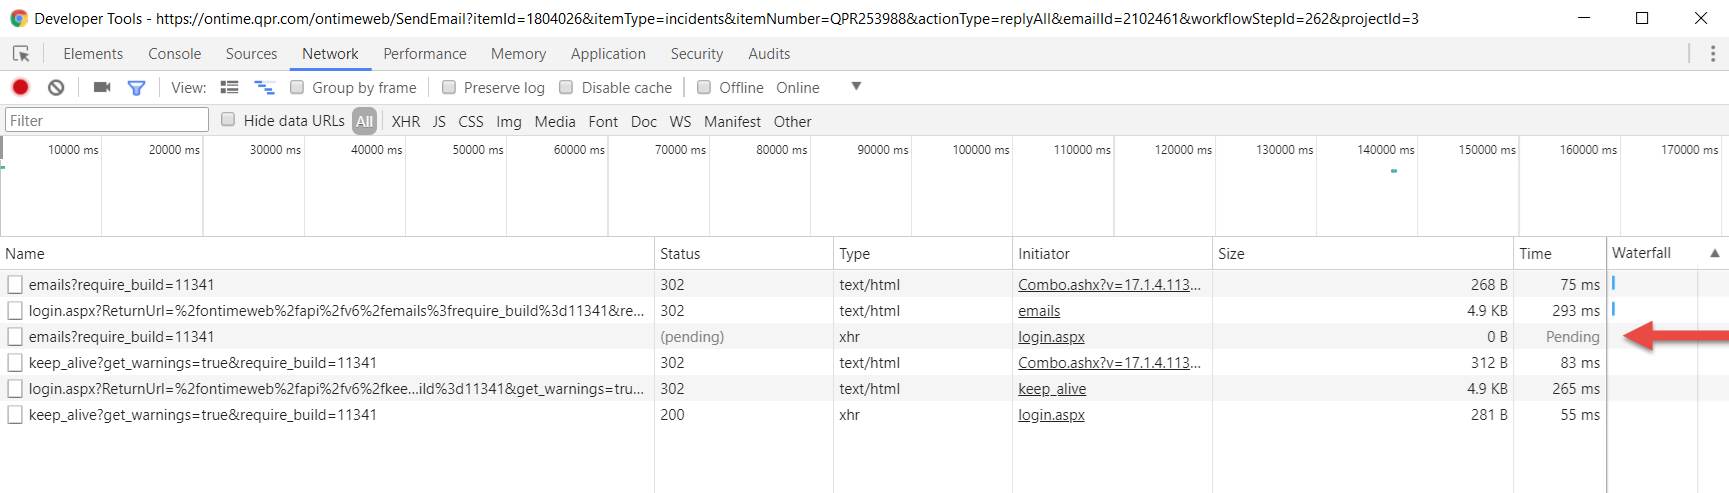 Developer Tools - https://ontime.qpr.com/ontimeweb/SendEmail?itemId=1804026&itemType=incidents&itemNumber=QPR253988&actionType=replyAll&emailId=2102461&workflowStepId=262&projectId=3
Elements Console Sources Network Performance Memory Application Security Audits
View: Group by frame Preserve log Disable cache Offline Online
Filter Hide data URLs All XHR JS CSS Img Media Font Doc WS Manifest Other
10000 ms 20000 ms 30000 ms 40000 ms 50000 ms 60000 ms 70000 ms 80000 ms 90000 ms 100000 ms 110000 ms 120000 ms 130000 ms 140000 ms 150000 ms 160000 ms 170000 ms
Name Status Type Initiator Size Time Waterfall
emails?require_build=11341 302 text/html Combo.ashx?v=17.1.4.113... 268 B 75 ms
login.aspx?ReturnUrl=%2fontimeweb%2fapi%2fv6%2femails%3frequire_build%3d11341&re... 302 text/html emails 4.9 KB 293 ms
emails?require_build=11341 (pending) xhr login.aspx 0 B Pending
keep_alive?get_warnings=true&require_build=11341 302 text/html Combo.ashx?v=17.1.4.113... 312 B 83 ms
login.aspx?ReturnUrl=%2fontimeweb%2fapi%2fv6%2fkee...ild%3d11341&get_warnings=tru... 302 text/html keep_alive 4.9 KB 265 ms
keep_alive?get_warnings=true&require_build=11341 200 xhr login.aspx 281 B 55 ms